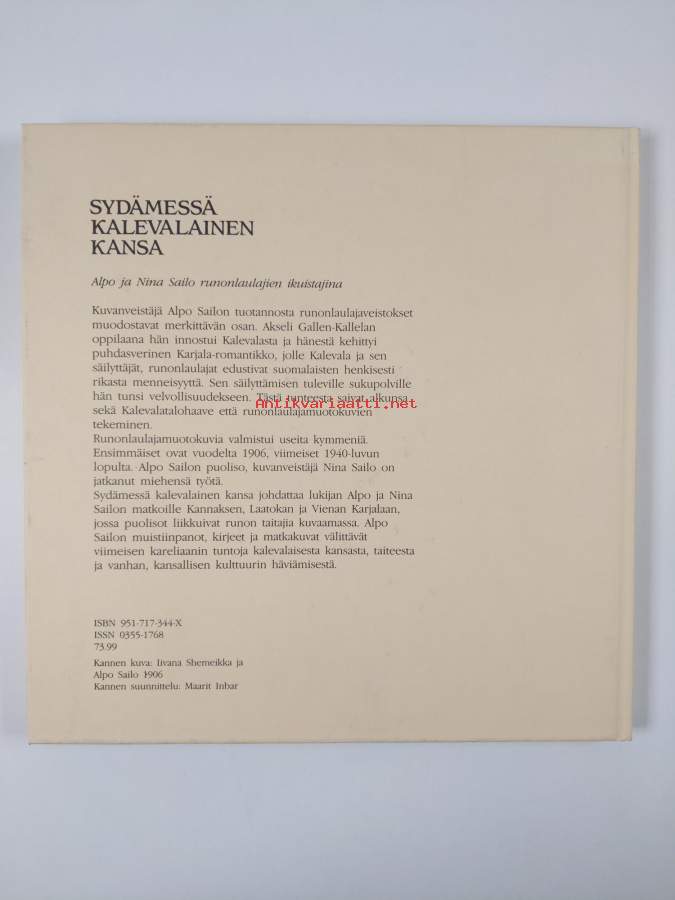 SYDÄMESSÄ
KALEVALAINEN
KANSA
Alpo ja Nina Sailo runonlaulajien ikuistajina
Kuvanveistäjä Alpo Sailon tuotannosta runonlaulajaveistokset
muodostavat merkittävän osan. Akseli Gallen-Kallelan
oppilaana hän innostui Kalevalasta ja hänestä kehittyi
puhdasverinen Karjala-romantikko, jolle Kalevala ja sen
säilyttäjät, runonlaulajat edustivat suomalaisten henkisesti
rikasta menneisyyttä. Sen säilyttämisen tuleville sukupolville
hän tunsi velvollisuudekseen. Tästä tunteesta saivat alkunsa
Antikvariaatti.net
sekä Kalevalatalohaave että runonlaulajamuotokuvien
tekeminen.
Runonlaulajamuotokuvia valmistui useita kymmeniä.
Ensimmäiset ovat vuodelta 1906, viimeiset 1940-luvun
lopulta. Alpo Sailon puoliso, kuvanveistäjä Nina Sailo on
jatkanut miehensä työtä.
Sydämessä kalevalainen kansa johdattaa lukijan Alpo ja Nina
Sailon matkoille Kannaksen, Laatokan ja Vienan Karjalaan,
jossa puolisot liikkuivat runon taitajia kuvaamassa. Alpo
Sailon muistiinpanot, kirjeet ja matkakuvat välittävät
viimeisen kareliaanin tuntoja kalevalaisesta kansasta, taiteesta
ja vanhan, kansallisen kulttuurin häviämisestä.
ISBN 951-717-344-X
ISSN 0355-1768
73.99
Kannen kuva: Iivana Shemeikka ja
Alpo Sailo 1906
Kannen suunnittelu: Maarit Inbar